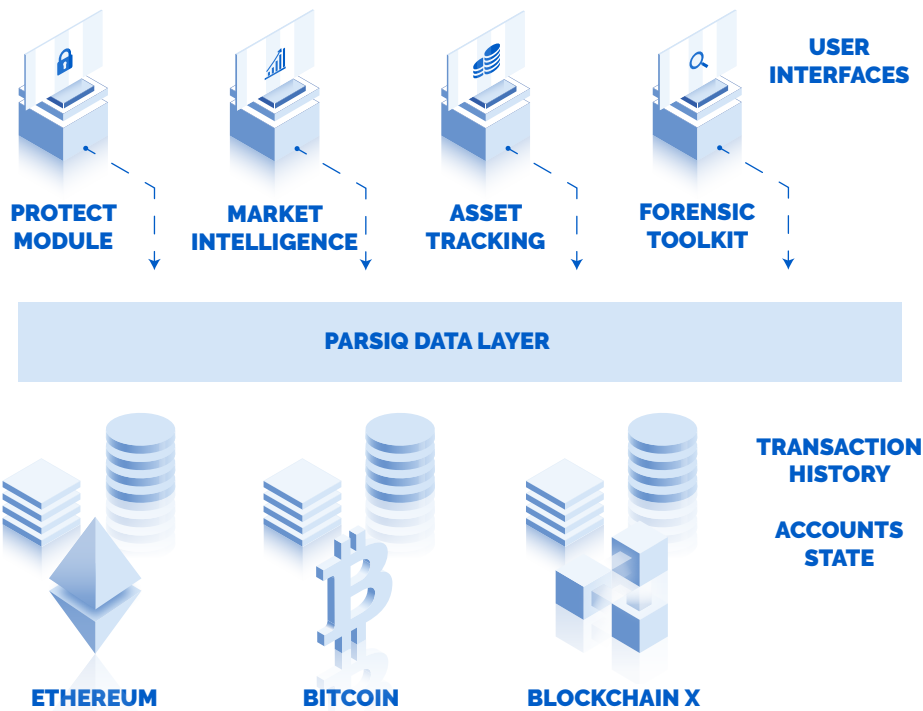 USER
INTERFACES
PROTECT
MODULE
MARKET
INTELLIGENCE
ASSET
TRACKING
FORENSIC
TOOLKIT
PARSIQ DATA LAYER
TRANSACTION
HISTORY
ACCOUNTS
STATE
ETHEREUM
BITCOIN
BLOCKCHAIN X